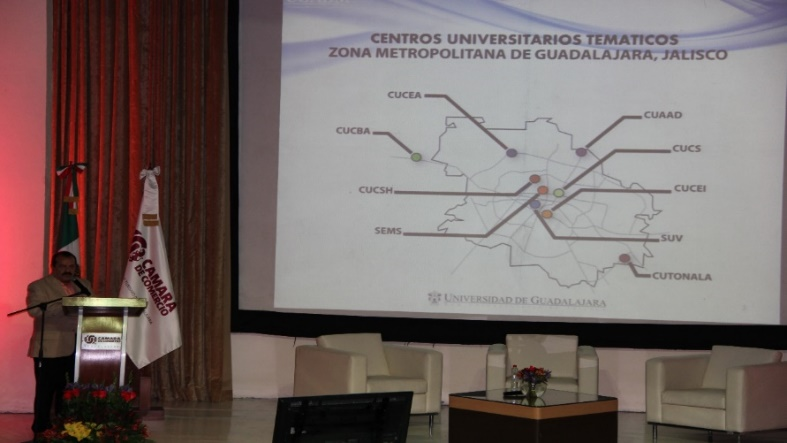 CENTROS UNIVERSITARIOS TEMATICOS
ZONA METROPOLITANA DE GUADALAJARA, JALISCO
CUCEA
CUAAD
CUCBA
CUCS
CUCSH
CUCEI
SEMS
SUV
CUTONALA
UNIVERSIDAD DE GUADALAJARA
CAMARA
DE COMERCIO
CAMARA